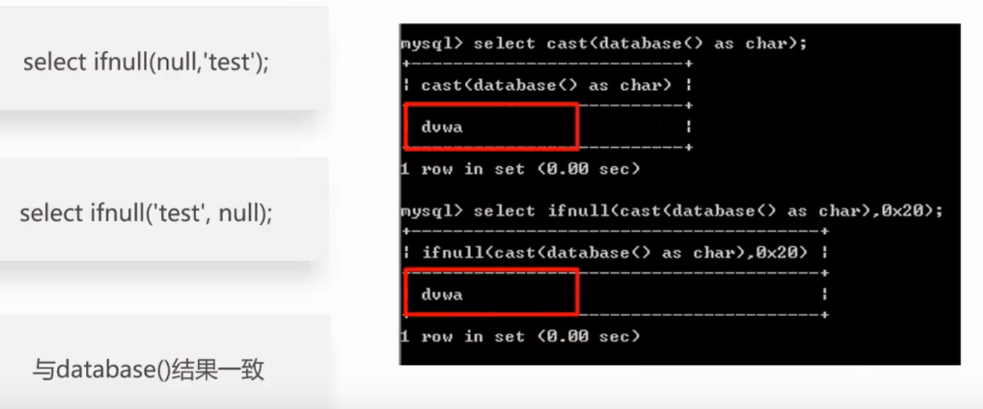 select ifnull(null,'test');
select ifnull('test', null);
与database()结果一致
mysql> select cast(database() as char);
+---------------------------+
| cast(database() as char) |
+---------------------------+
| dvwa |
+---------------------------+
1 row in set (0.00 sec)
mysql> select ifnull(cast(database() as char),0x20);
+----------------------------------------+
| ifnull(cast(database() as char),0x20) |
+----------------------------------------+
| dvwa |
+----------------------------------------+
1 row in set (0.00 sec)